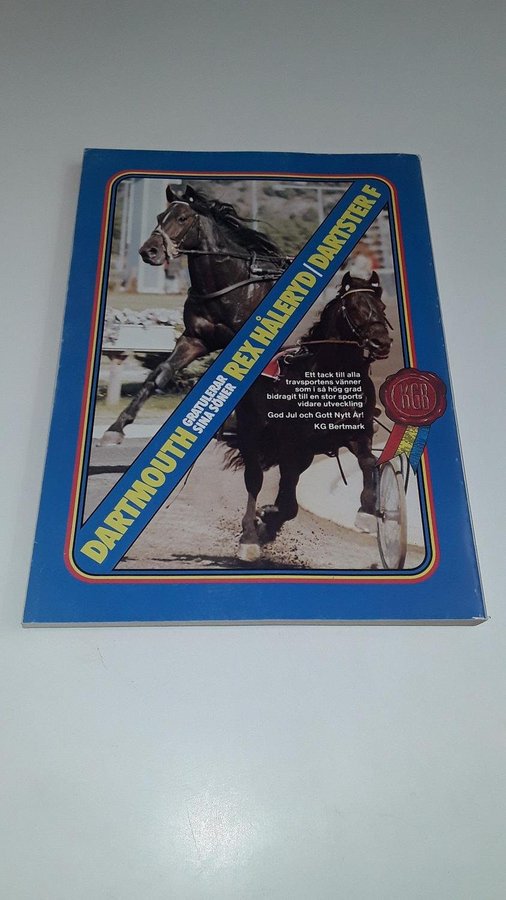 DARTMOUTH GRATULERAR SINA SÖNER REX HÅLERYD/DARTSTER F
Ett tack till alla
travsportens vänner
som i så hög grad
bidragit till en stor sports
vidare utveckling
God Jul och Gott Nytt År!
KG Bertmark
KGB